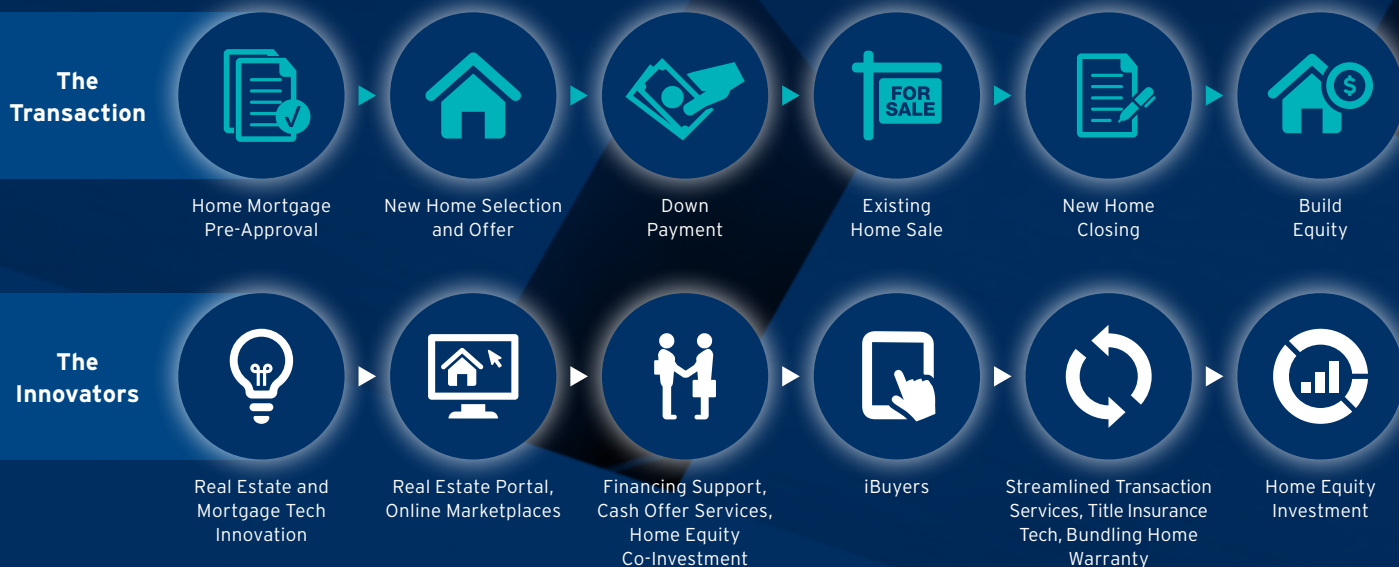 The
Transaction
FOR
SALE
$
Home Mortgage
Pre-Approval
New Home Selection
and Offer
Down
Payment
Existing
Home Sale
New Home
Closing
Build
Equity
The
Innovators
Real Estate and
Mortgage Tech
Innovation
Real Estate Portal,
Online Marketplaces
Financing Support,
Cash Offer Services,
Home Equity
Co-Investment
iBuyers
Streamlined Transaction
Services, Title Insurance
Tech, Bundling Home
Warranty
Home Equity
Investment